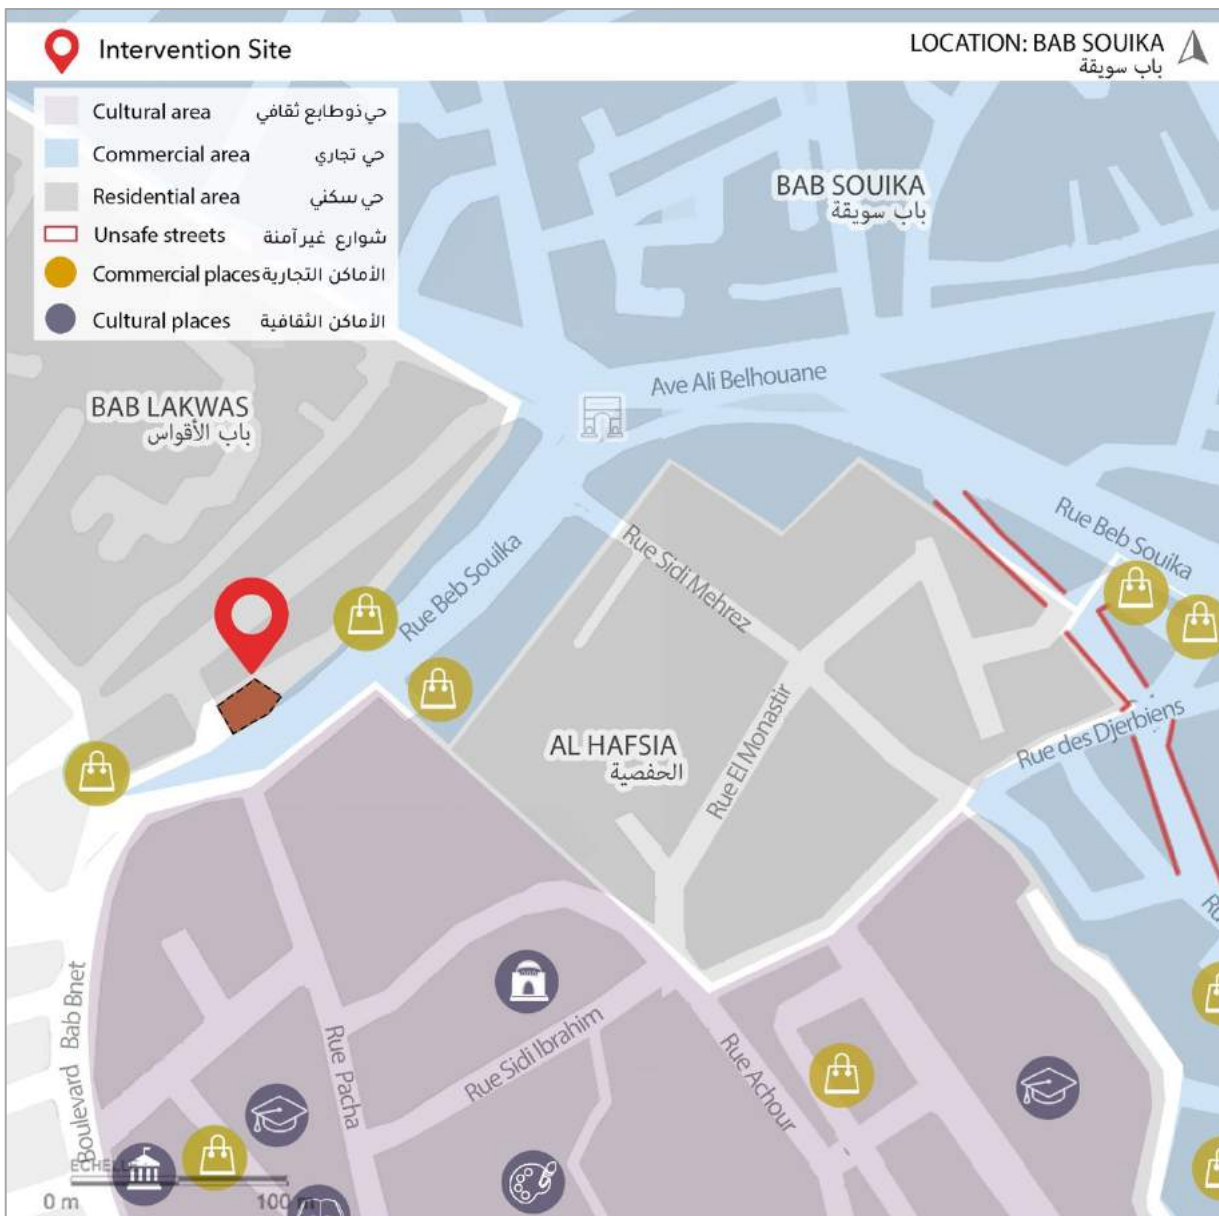 Intervention Site
LOCATION: BAB SOUIKA
باب سويقة
Cultural area حي ذو طابع ثقافي
Commercial area حي تجاري
Residential area حي سكني
Unsafe streets شوارع غير آمنة
Commercial places الأماكن التجارية
Cultural places الأماكن الثقافية
BAB SOUIKA
باب سويقة
Ave Ali Belhouane
BAB LAKWAS
باب الأقواس
Rue Beb Souika
Rue Beb Souika
Rue Sidi Mehrez
AL HAFSIA
الحفصية
Rue El Monastir
Rue des Djerbiens
Boulevard Bab Bnet
Rue Pacha
Rue Sidi Ibrahim
Rue Achour
ECHELLE
0 m 100 m